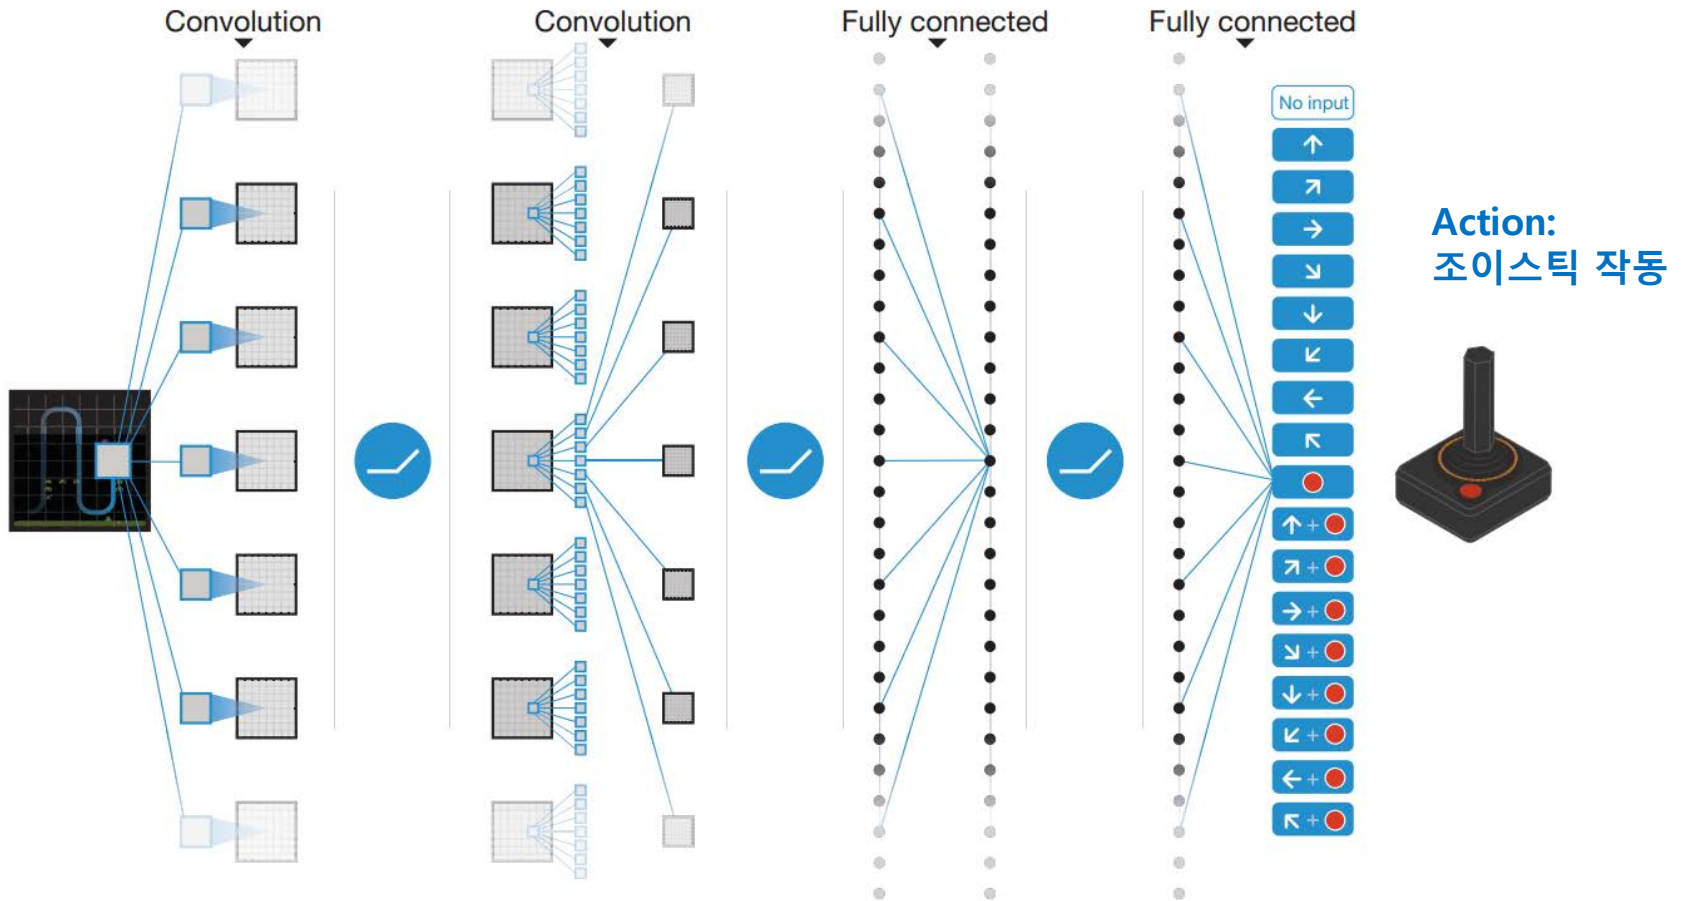 Convolution
Convolution
Fully connected
Fully connected
No input
↑
↗
→
↘
↓
↙
←
↖
↑ +
↗ +
→ +
↘ +
↓ +
↙ +
← +
↖ +
Action:
조이스틱 작동